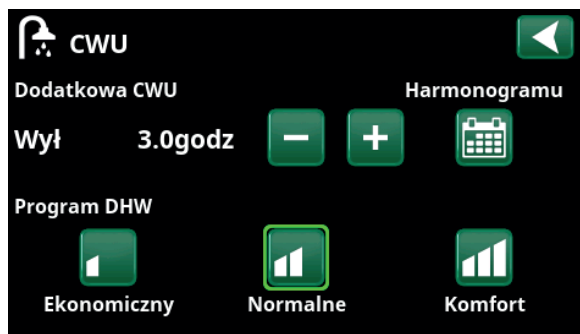 CWU
Dodatkowa CWU Harmonogramu
Wył 3.0godz − +
Program DHW
Ekonomiczny Normalne Komfort